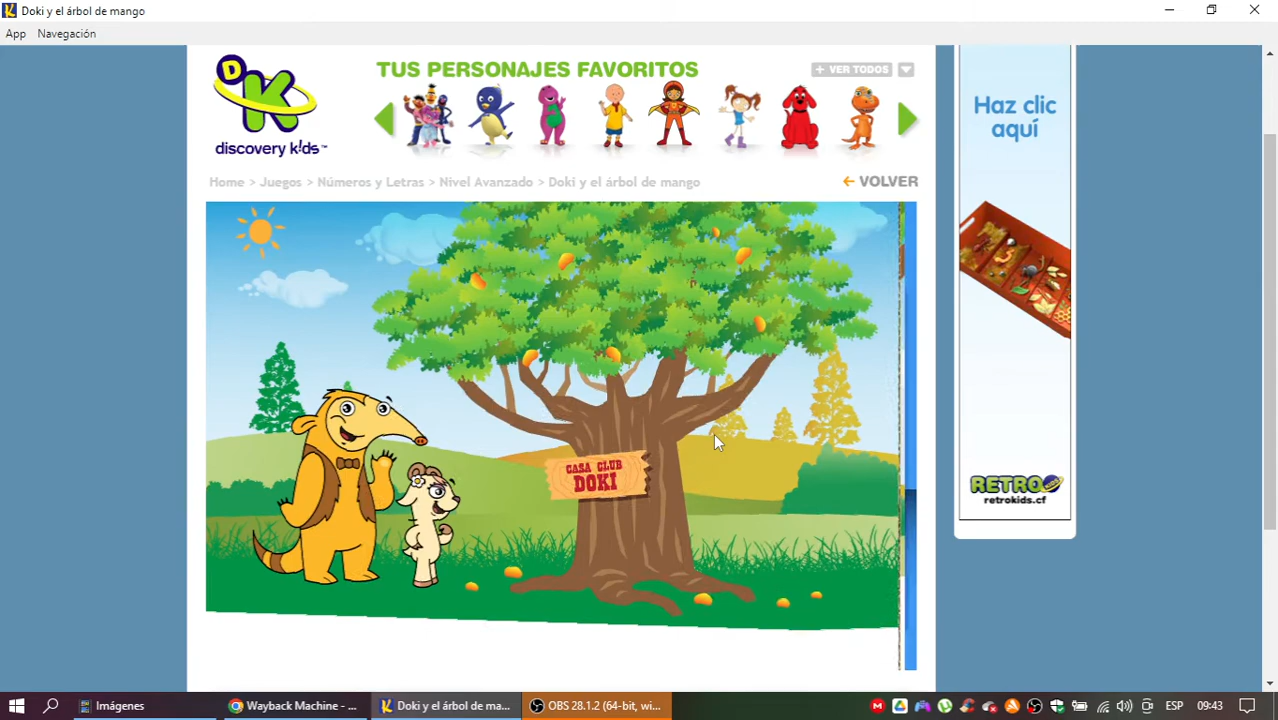 Doki y el árbol de mango
App Navegación
DK
discovery k!ds™
TUS PERSONAJES FAVORITOS
+ VER TODOS
Home > Juegos > Números y Letras > Nivel Avanzado > Doki y el árbol de mango
← VOLVER
CASA CLUB
DOKI
Haz clic
aquí
RETRO
retrokids.cf
Imágenes
Wayback Machine - ...
Doki y el árbol de ma...
OBS 28.1.2 (64-bit, wi...
ESP
09:43